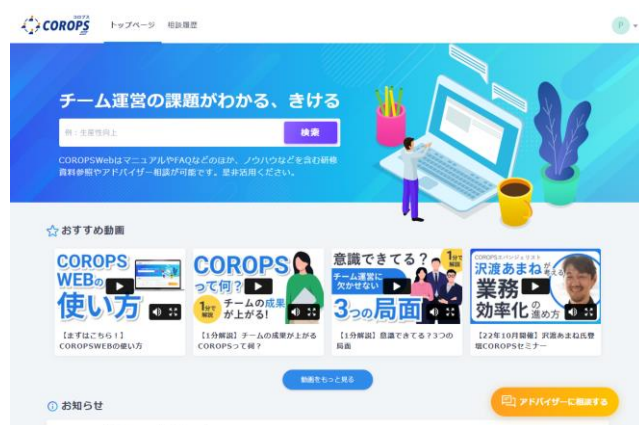 コロプス
COROPS
トップページ 相談履歴
P
チーム運営の課題がわかる、きける
例：生産性向上
検索
COROPSWebはマニュアルやFAQなどのほか、ノウハウなどを含む研修
資料参照やアドバイザー相談が可能です。是非活用ください。
おすすめ動画
COROPS
WEBの
使い方
【まずはこちら！】
COROPSWEBの使い方
COROPS
って何？
1分で
解説
チームの成果
が上がる!
【1分解説】チームの成果が上がる
COROPSって何？
意識できてる？
1分で
解説
チーム運営に
欠かせない
3つの局面
【1分解説】意識できてる？3つの
局面
COROPSエバンジェリスト
沢渡あまねが
考える
業務
効率化の
進め方
【22年10月開催】沢渡あまね氏登
壇COROPSセミナー
動画をもっと見る
アドバイザーに相談する
お知らせ